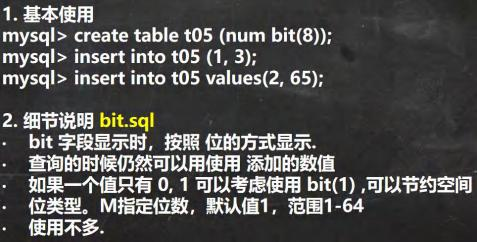 1. 基本使用
mysql> create table t05 (num bit(8));
mysql> insert into t05 (1, 3);
mysql> insert into t05 values(2, 65);
2. 细节说明 bit.sql
· bit 字段显示时，按照 位的方式显示.
· 查询的时候仍然可以用使用 添加的数值
· 如果一个值只有 0, 1 可以考虑使用 bit(1) ,可以节约空间
· 位类型。M指定位数，默认值1，范围1-64
· 使用不多.